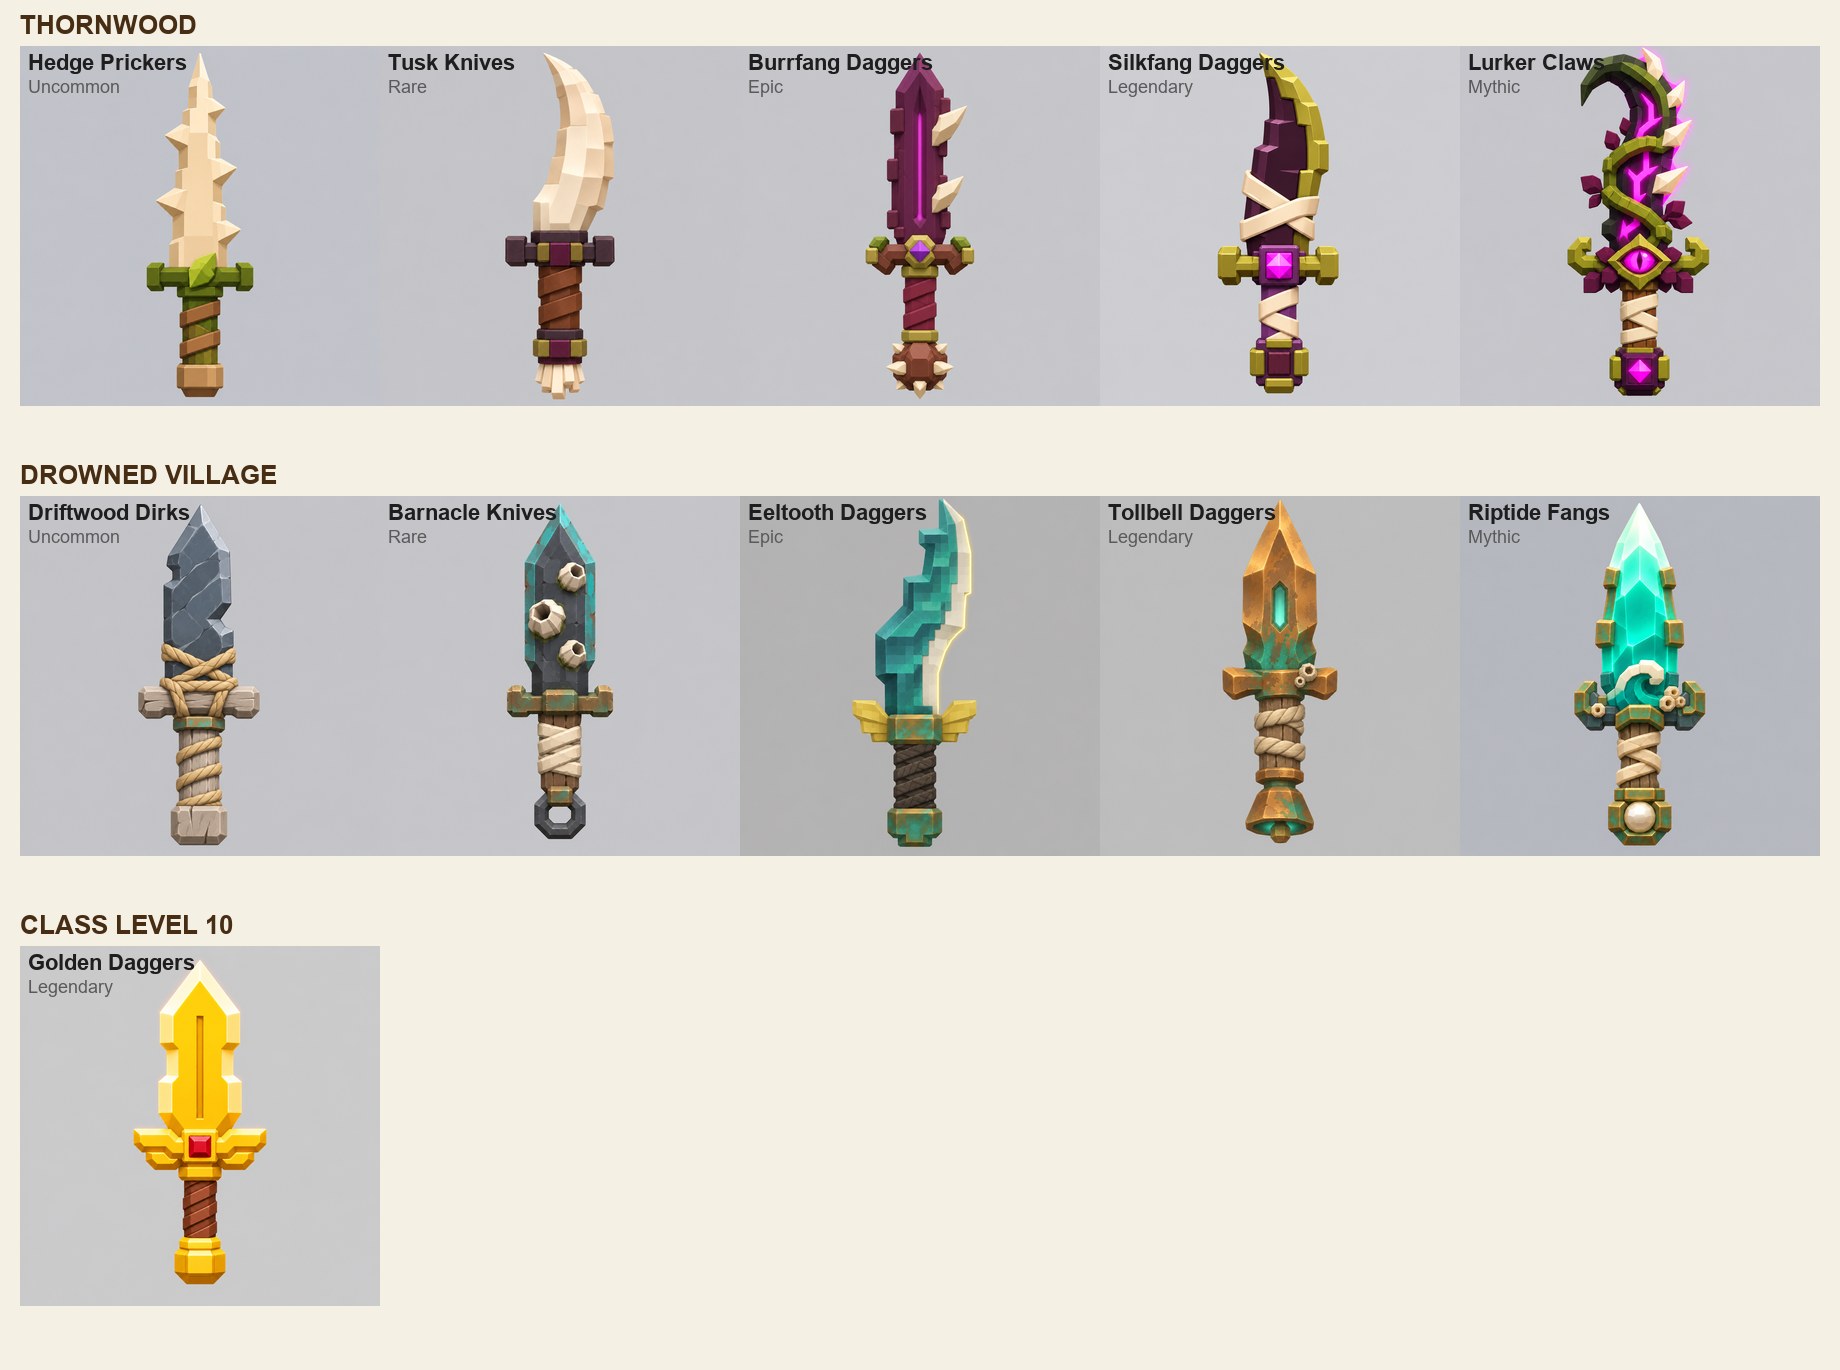 THORNWOOD
Hedge Prickers
Uncommon
Tusk Knives
Rare
Burrfang Daggers
Epic
Silkfang Daggers
Legendary
Lurker Claws
Mythic
DROWNED VILLAGE
Driftwood Dirks
Uncommon
Barnacle Knives
Rare
Eeltooth Daggers
Epic
Tollbell Daggers
Legendary
Riptide Fangs
Mythic
CLASS LEVEL 10
Golden Daggers
Legendary